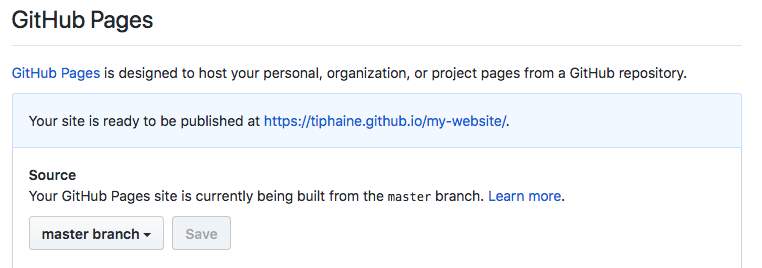 GitHub Pages
GitHub Pages is designed to host your personal, organization, or project pages from a GitHub repository.
Your site is ready to be published at https://tiphaine.github.io/my-website/.
Source
Your GitHub Pages site is currently being built from the master branch. Learn more.
master branch Save